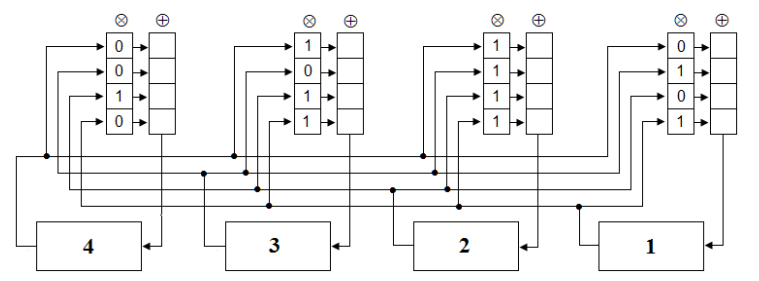 ⊗ ⊕ ⊗ ⊕ ⊗ ⊕ ⊗ ⊕
0 1 1 0
0 0 1 1
1 1 1 0
0 1 1 1
4 3 2 1